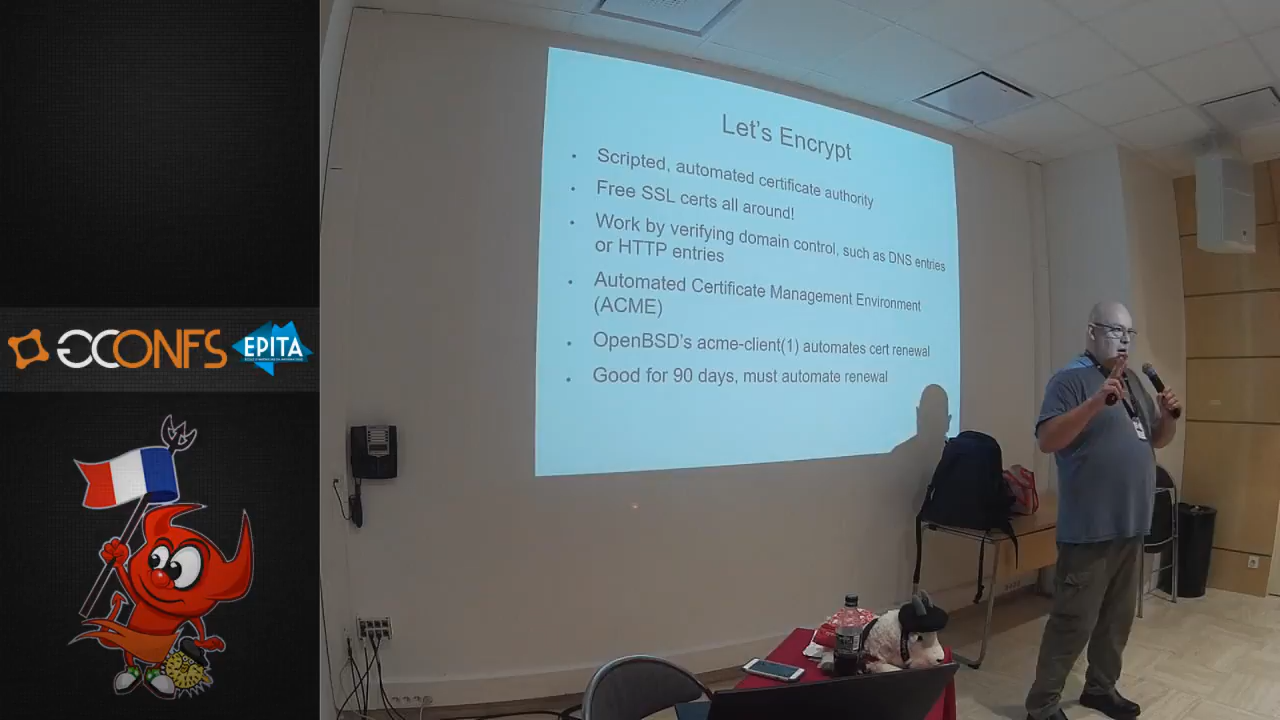 Let's Encrypt
Scripted, automated certificate authority
Free SSL certs all around!
Work by verifying domain control, such as DNS entries
or HTTP entries
Automated Certificate Management Environment
(ACME)
OpenBSD's acme-client(1) automates cert renewal
Good for 90 days, must automate renewal
GCONFS
EPITA